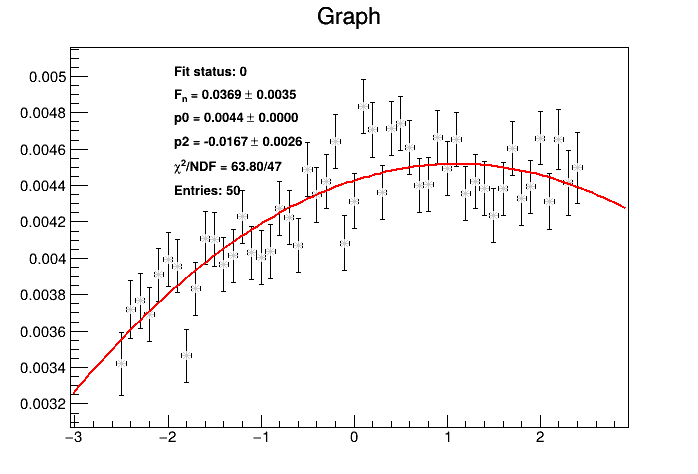 Graph
Fit status: 0
Fn = 0.0369 ± 0.0035
p0 = 0.0044 ± 0.0000
p2 = -0.0167 ± 0.0026
χ²/NDF = 63.80/47
Entries: 50
0.005
0.0048
0.0046
0.0044
0.0042
0.004
0.0038
0.0036
0.0034
0.0032
−3 −2 −1 0 1 2